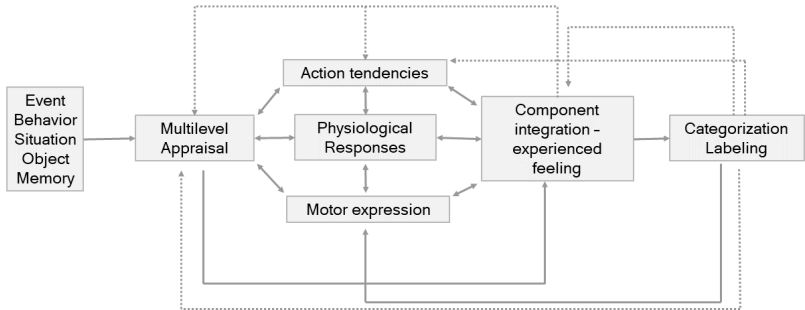 Event
Behavior
Situation
Object
Memory
Multilevel
Appraisal
Action tendencies
Physiological
Responses
Motor expression
Component
integration –
experienced
feeling
Categorization
Labeling